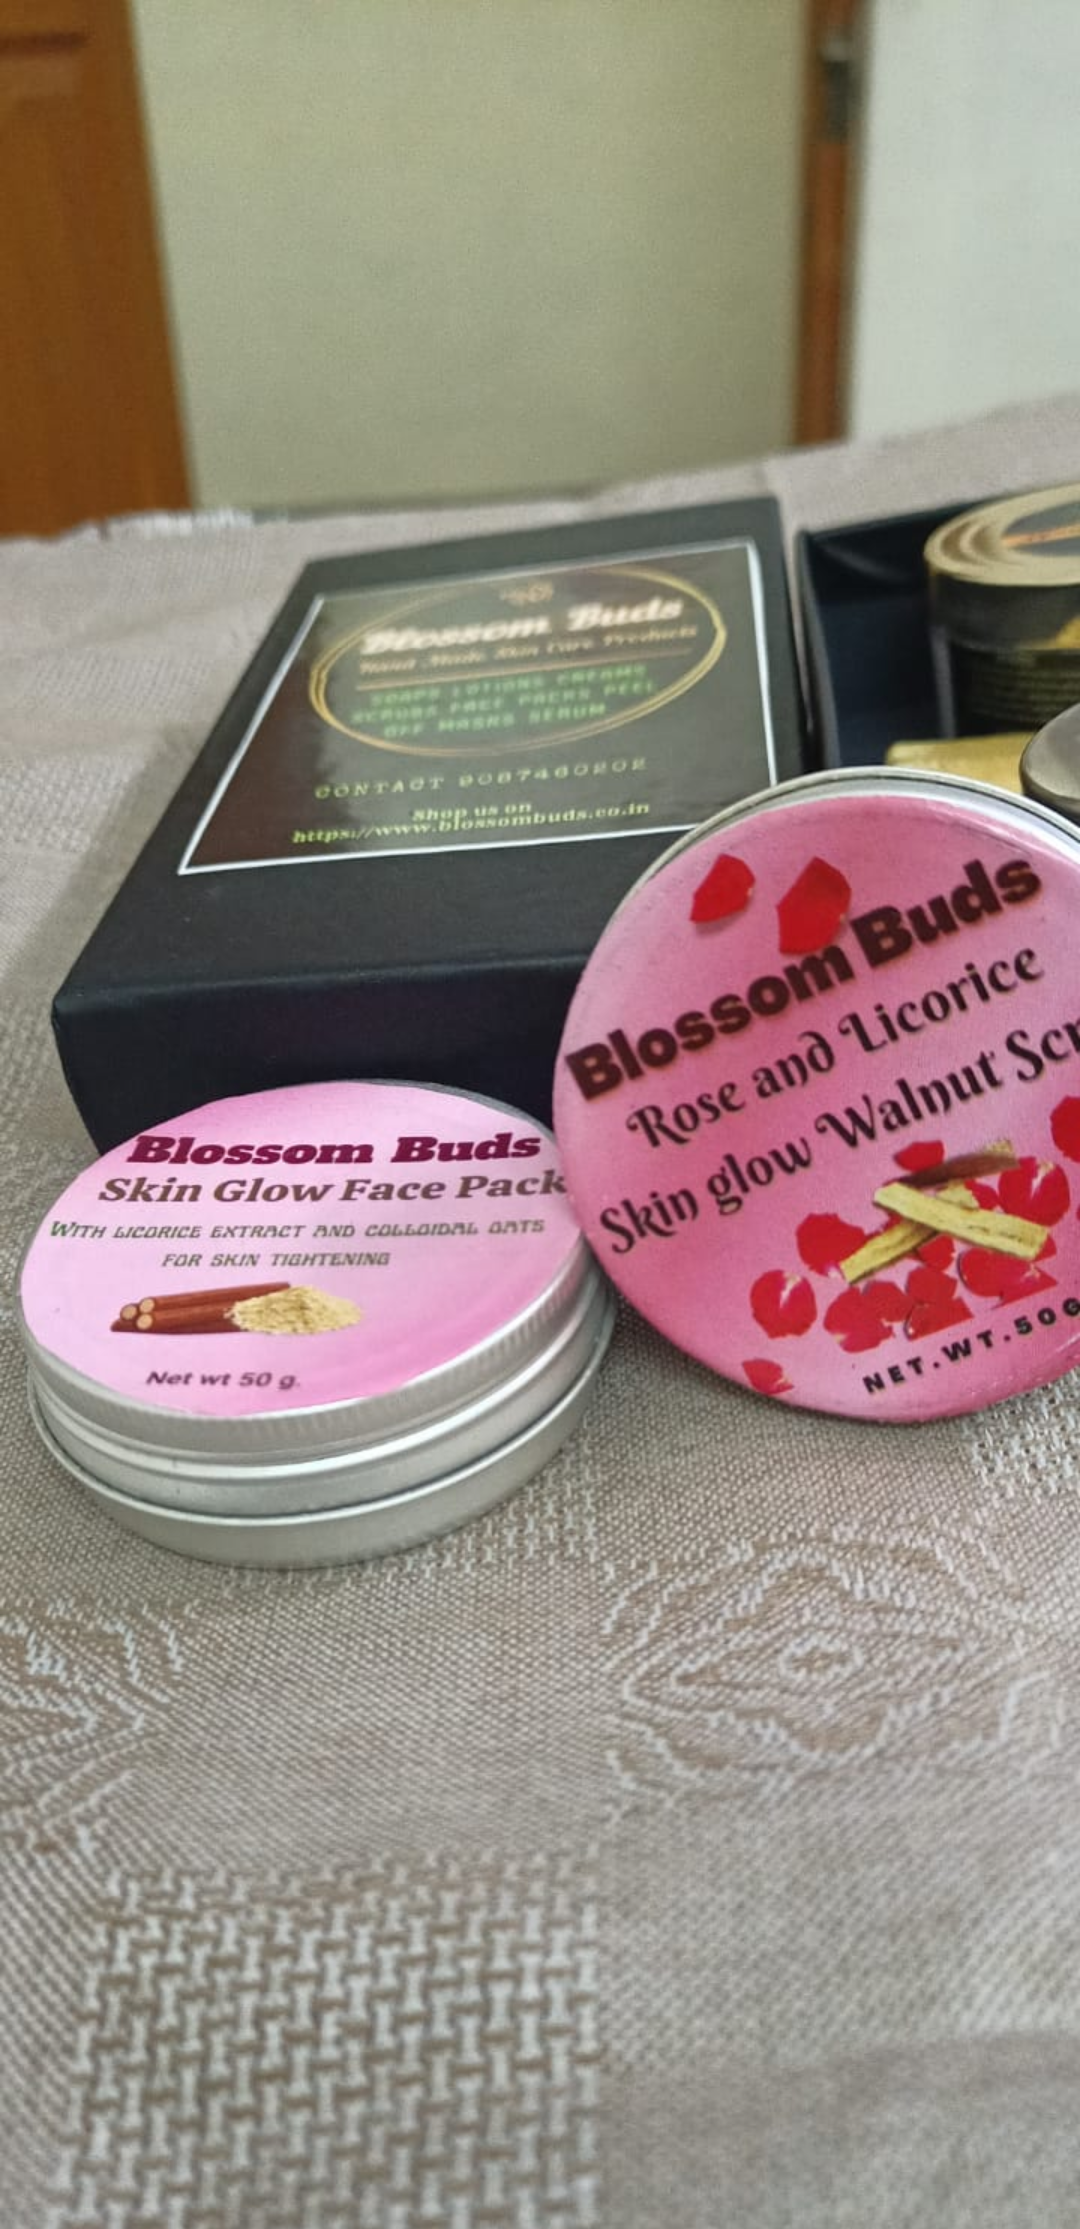 Blossom Buds
Hand Made Skin Care Products
SOAPS LOTIONS CREAMS
SCRUBS FACE PACKS PEEL
OFF MASKS SERUM
CONTACT 9087460202
Shop us on
https://www.blossombuds.co.in
Blossom Buds
Rose and Licorice
Skin glow Walnut Scr
NET.WT.50G
Blossom Buds
Skin Glow Face Pack
WITH LICORICE EXTRACT AND COLLOIDAL OATS
FOR SKIN TIGHTENING
Net wt 50 g.